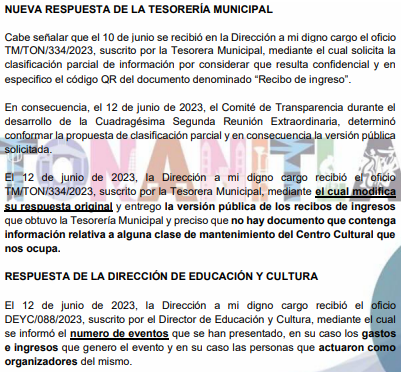 NUEVA RESPUESTA DE LA TESORERÍA MUNICIPAL
Cabe señalar que el 10 de junio se recibió en la Dirección a mi digno cargo el oficio
TM/TON/334/2023, suscrito por la Tesorera Municipal, mediante el cual solicita la
clasificación parcial de información por considerar que resulta confidencial y en
especifico el código QR del documento denominado “Recibo de ingreso”.
En consecuencia, el 12 de junio de 2023, el Comité de Transparencia durante el
desarrollo de la Cuadragésima Segunda Reunión Extraordinaria, determinó
conformar la propuesta de clasificación parcial y en consecuencia la versión pública
solicitada.
TONANITLA
El 12 de junio de 2023, la Dirección a mi digno cargo recibió el oficio
TM/TON/334/2023, suscrito por la Tesorera Municipal, mediante el cual modifica
su respuesta original y entrego la versión pública de los recibos de ingresos
que obtuvo la Tesorería Municipal y preciso que no hay documento que contenga
información relativa a alguna clase de mantenimiento del Centro Cultural que
nos ocupa.
RESPUESTA DE LA DIRECCIÓN DE EDUCACIÓN Y CULTURA
El 12 de junio de 2023, la Dirección a mi digno cargo recibió el oficio
DEYC/088/2023, suscrito por el Director de Educación y Cultura, mediante el cual
se informó el numero de eventos que se han presentado, en su caso los gastos
e ingresos que genero el evento y en su caso las personas que actuaron como
organizadores del mismo.